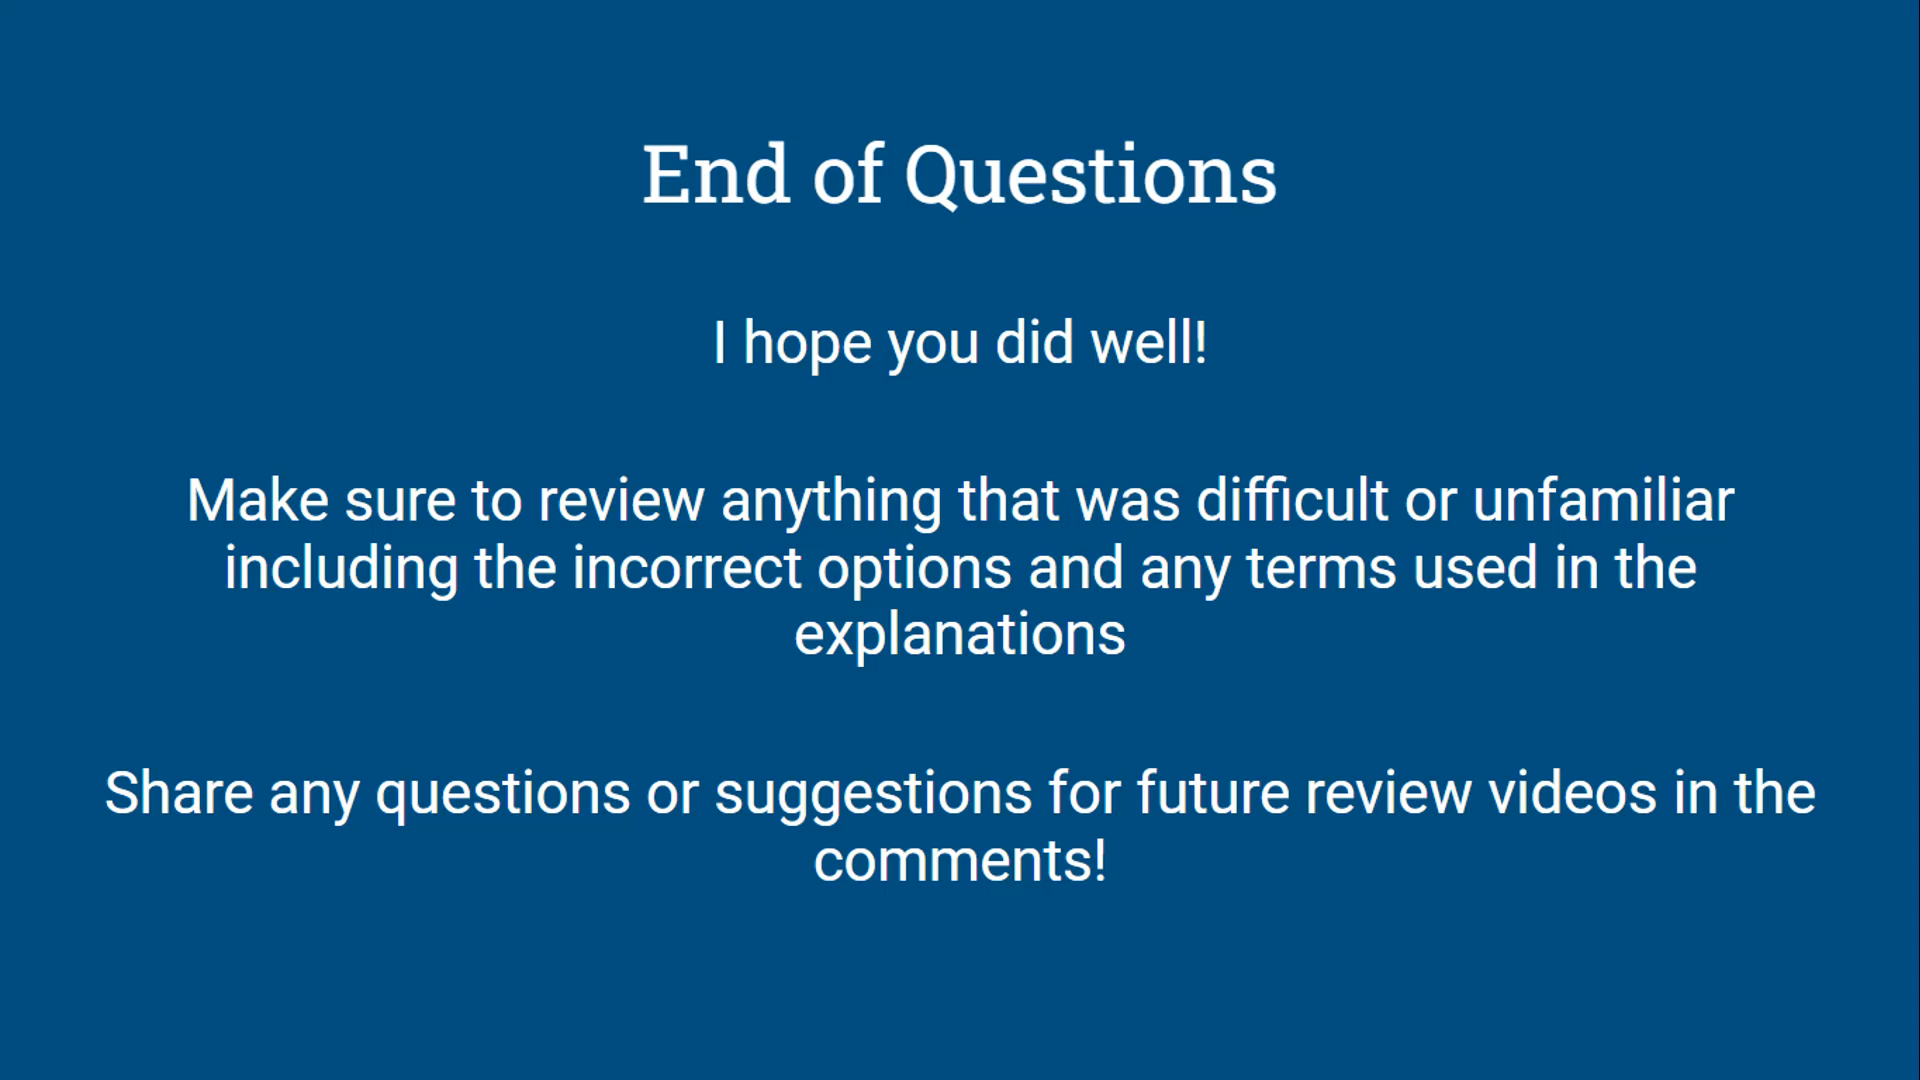 End of Questions
I hope you did well!
Make sure to review anything that was difficult or unfamiliar
including the incorrect options and any terms used in the
explanations
Share any questions or suggestions for future review videos in the
comments!